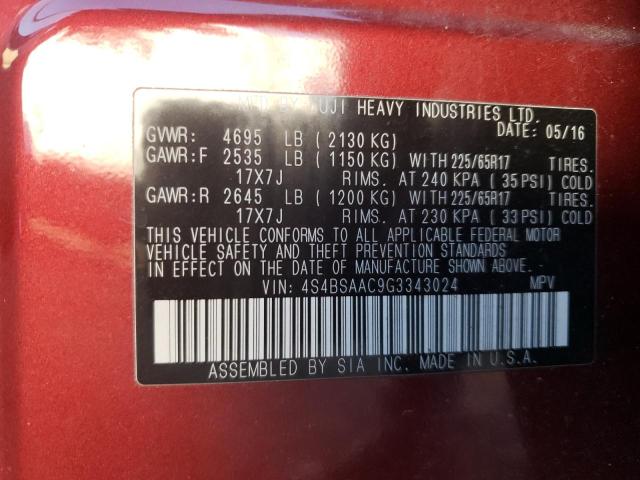 MFD BY FUJI HEAVY INDUSTRIES LTD.
DATE: 05/16
GVWR: 4695 LB ( 2130 KG)
GAWR:F 2535 LB ( 1150 KG) WITH 225/65R17 TIRES.
17X7J RIMS. AT 240 KPA ( 35 PSI) COLD
GAWR:R 2645 LB ( 1200 KG) WITH 225/65R17 TIRES.
17X7J RIMS. AT 230 KPA ( 33 PSI) COLD
THIS VEHICLE CONFORMS TO ALL APPLICABLE FEDERAL MOTOR
VEHICLE SAFETY AND THEFT PREVENTION STANDARDS
IN EFFECT ON THE DATE OF MANUFACTURE SHOWN ABOVE.
VIN: 4S4BSAAC9G3343024 MPV
ASSEMBLED BY SIA INC. MADE IN U.S.A.